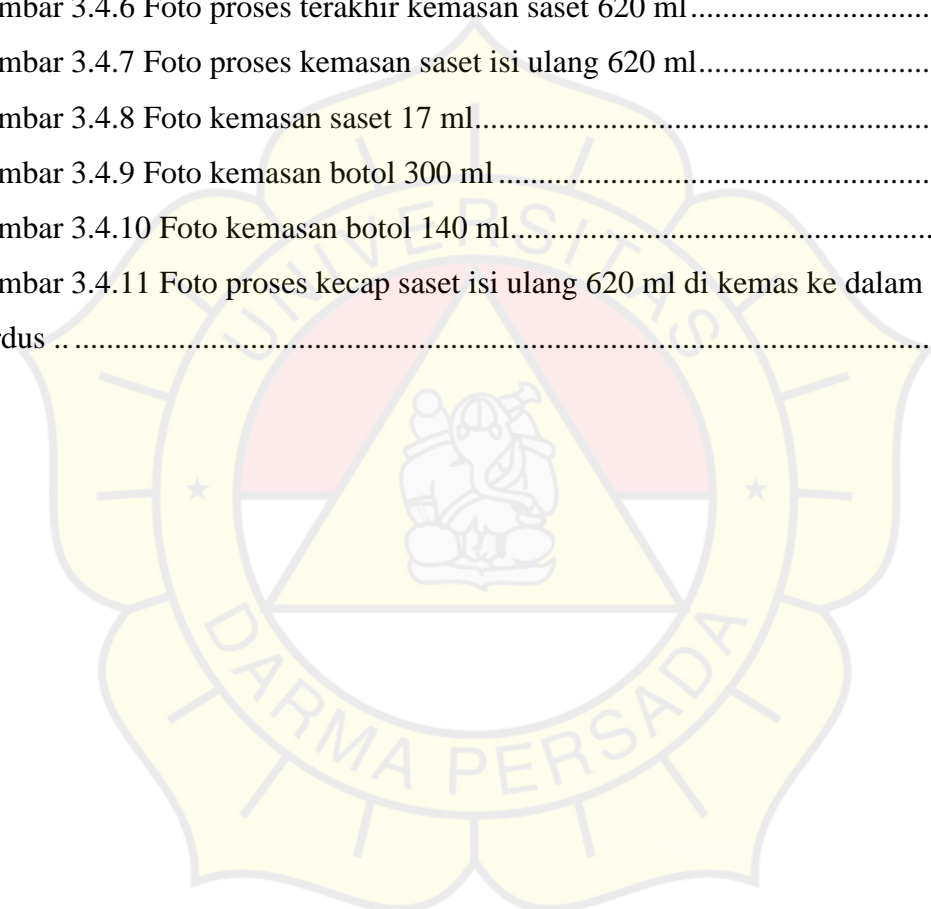 mbar 3.4.6 Foto proses terakhir kemasan saset 620 ml
mbar 3.4.7 Foto proses kemasan saset isi ulang 620 ml
mbar 3.4.8 Foto kemasan saset 17 ml
mbar 3.4.9 Foto kemasan botol 300 ml
mbar 3.4.10 Foto kemasan botol 140 ml
mbar 3.4.11 Foto proses kecap saset isi ulang 620 ml di kemas ke dalam
rdus
UNIVERSITAS
DARMA PERSADA